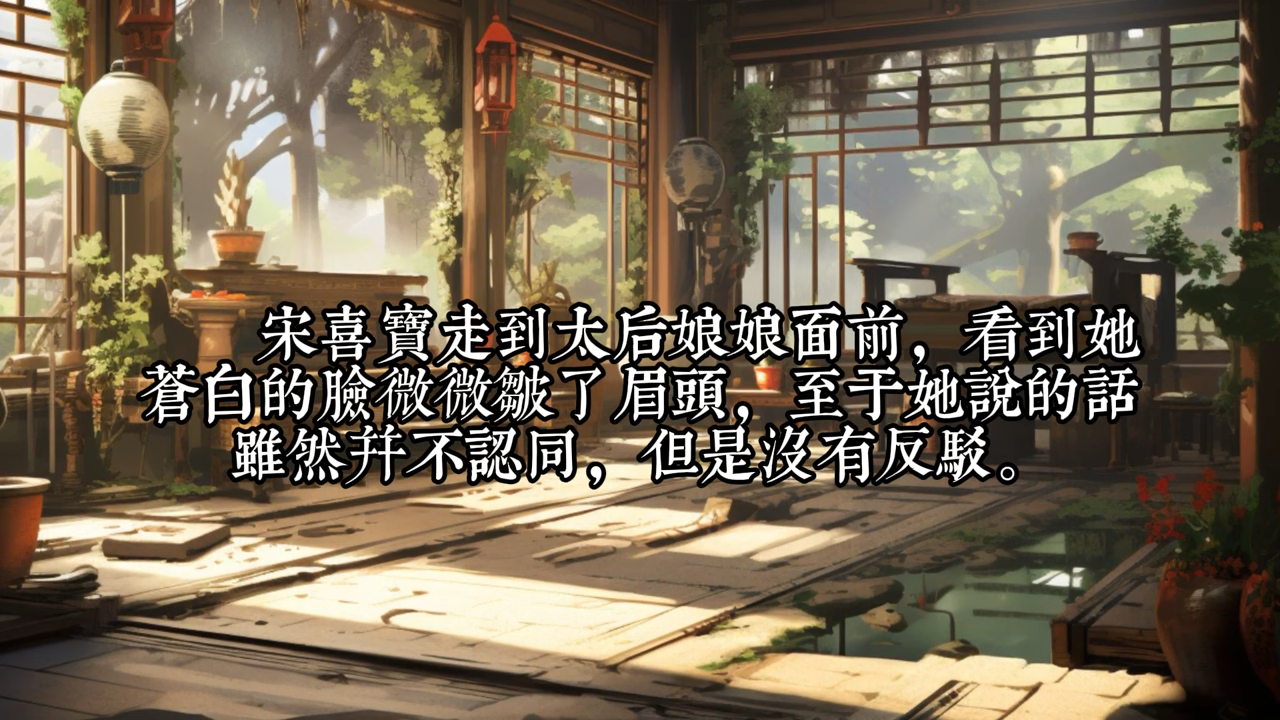 宋喜寶走到太后娘娘面前，看到她
蒼白的臉微微皺了眉頭，至于她說的話
雖然并不認同，但是沒有反駁。